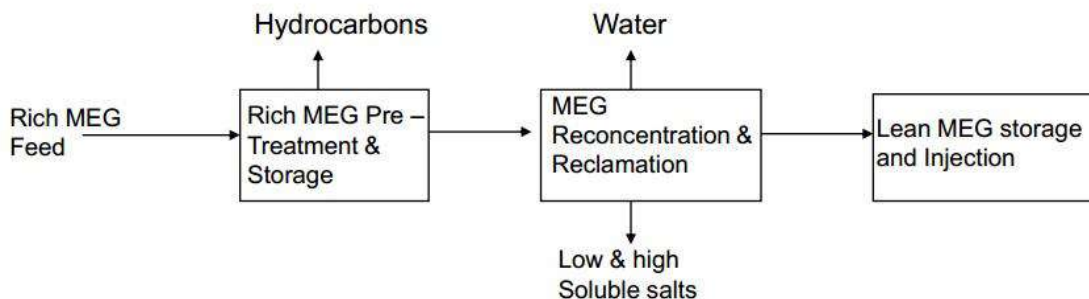 Hydrocarbons
Water
Rich MEG
Feed
Rich MEG Pre –
Treatment &
Storage
MEG
Reconcentration &
Reclamation
Lean MEG storage
and Injection
Low & high
Soluble salts